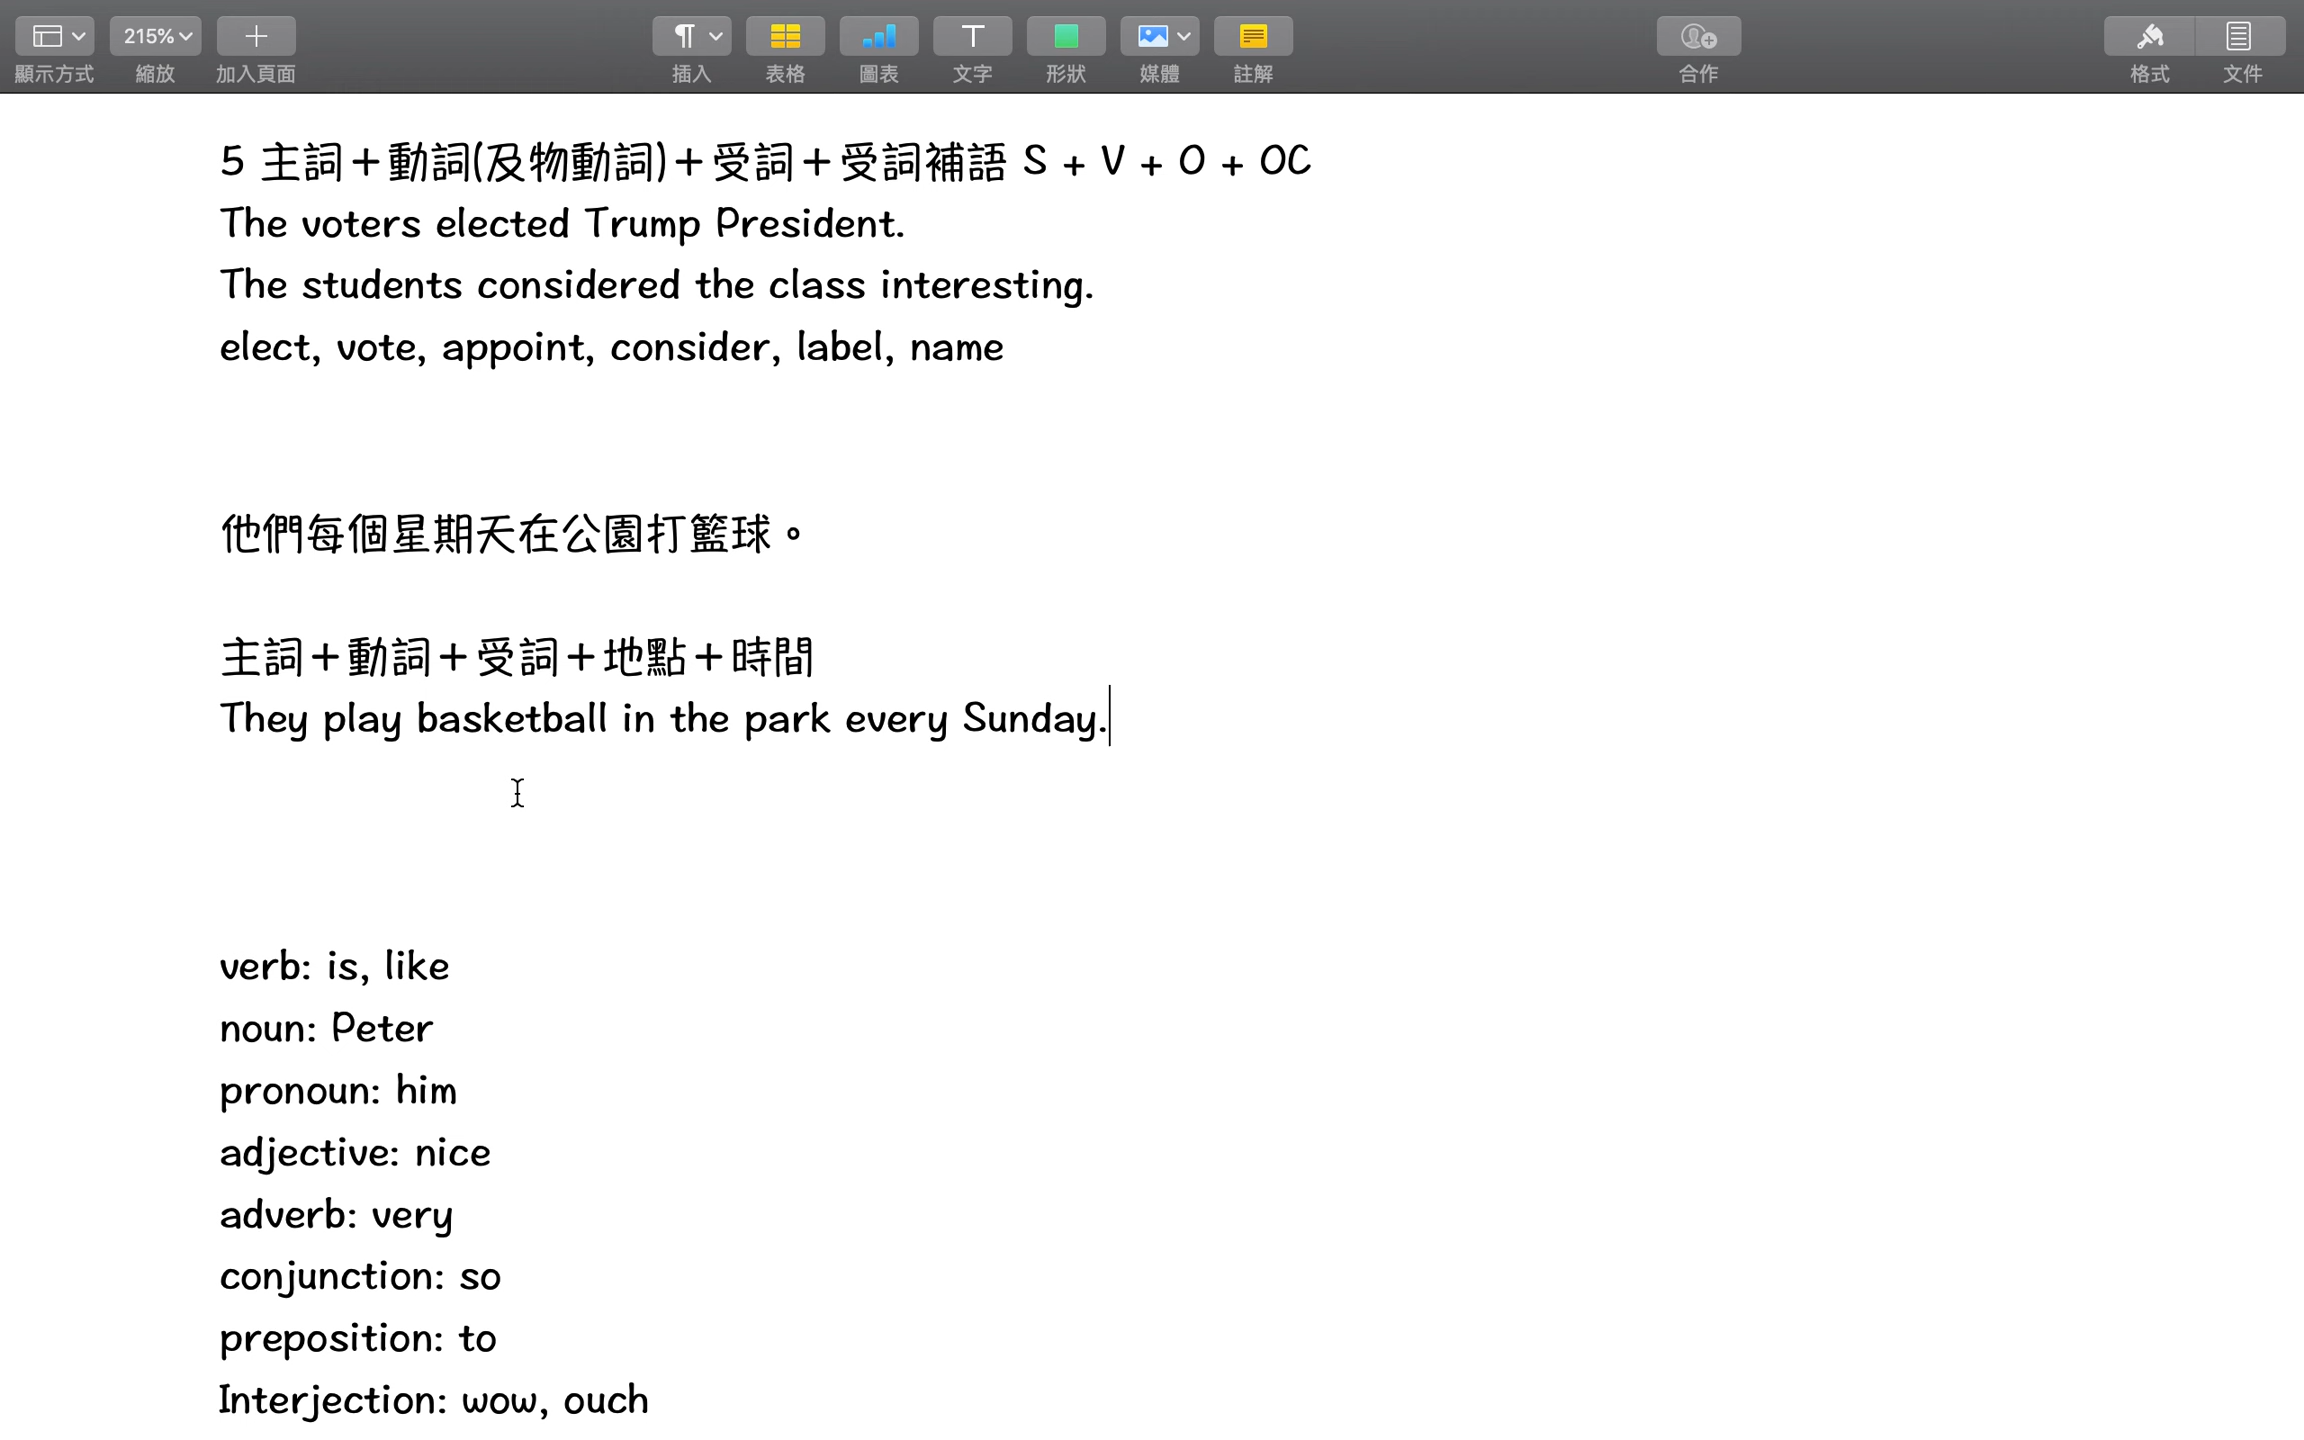 215%
顯示方式 縮放 加入頁面 插入 表格 圖表 文字 形狀 媒體 註解 合作 格式 文件
5 主詞＋動詞(及物動詞)＋受詞＋受詞補語 S + V + O + OC
The voters elected Trump President.
The students considered the class interesting.
elect, vote, appoint, consider, label, name
他們每個星期天在公園打籃球。
主詞＋動詞＋受詞＋地點＋時間
They play basketball in the park every Sunday.
verb: is, like
noun: Peter
pronoun: him
adjective: nice
adverb: very
conjunction: so
preposition: to
Interjection: wow, ouch